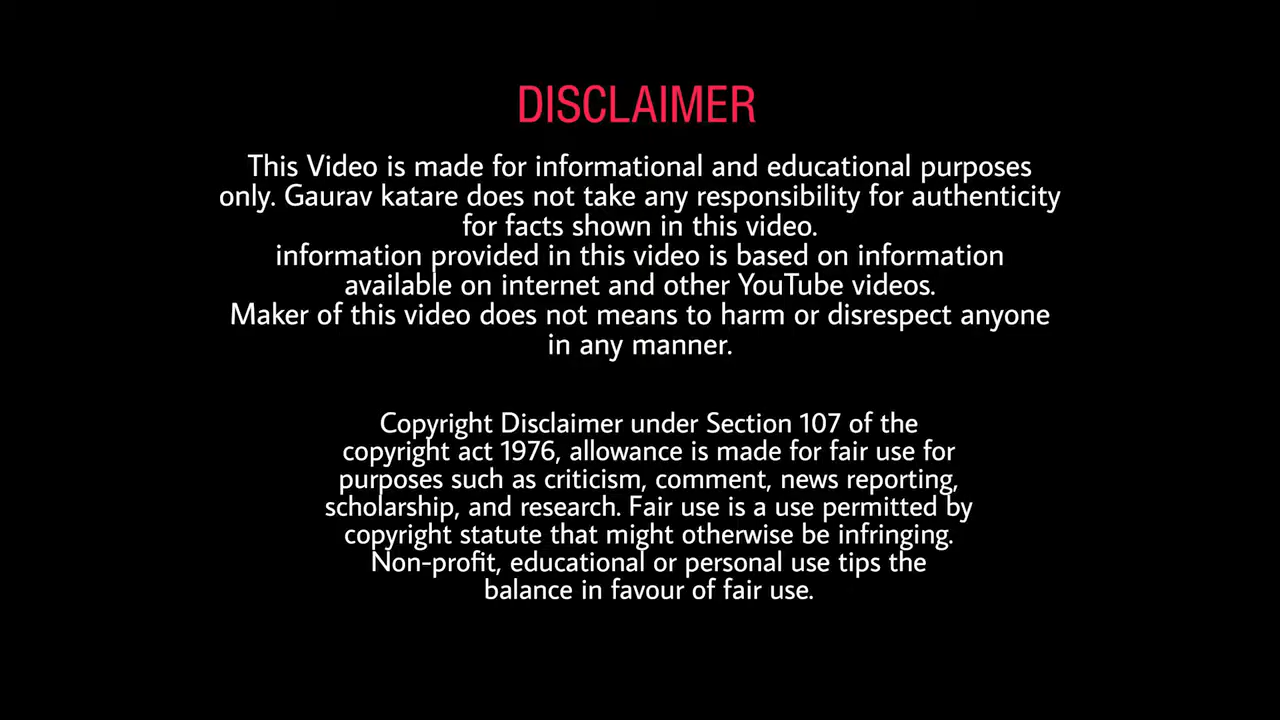 DISCLAIMER
This Video is made for informational and educational purposes
only. Gaurav katare does not take any responsibility for authenticity
for facts shown in this video.
information provided in this video is based on information
available on internet and other YouTube videos.
Maker of this video does not means to harm or disrespect anyone
in any manner.
Copyright Disclaimer under Section 107 of the
copyright act 1976, allowance is made for fair use for
purposes such as criticism, comment, news reporting,
scholarship, and research. Fair use is a use permitted by
copyright statute that might otherwise be infringing.
Non-profit, educational or personal use tips the
balance in favour of fair use.